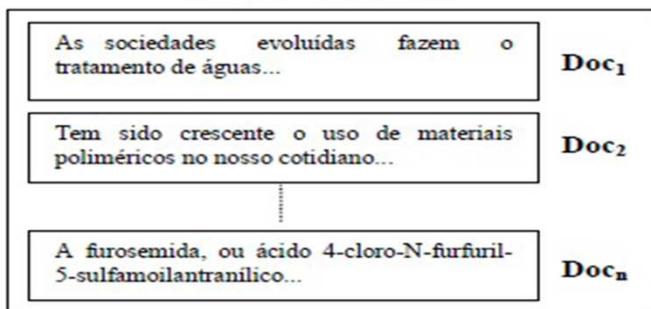 As sociedades evoluídas fazem o
tratamento de águas...
Doc1
Tem sido crescente o uso de materiais
poliméricos no nosso cotidiano...
Doc2
A furosemida, ou ácido 4-cloro-N-furfuril-
5-sulfamoilantranílico...
Docn